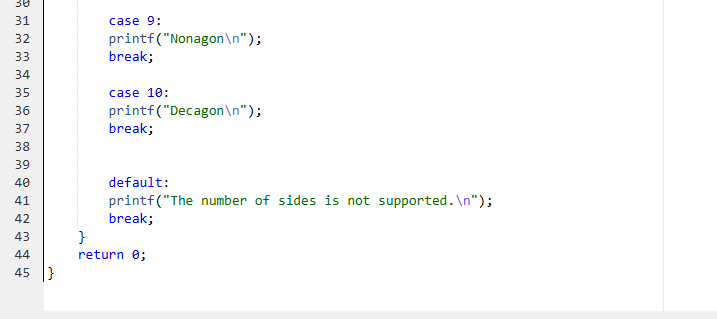 30
31 case 9:
32 printf("Nonagon\n");
33 break;
34
35 case 10:
36 printf("Decagon\n");
37 break;
38
39
40 default:
41 printf("The number of sides is not supported.\n");
42 break;
43 }
44 return 0;
45 }